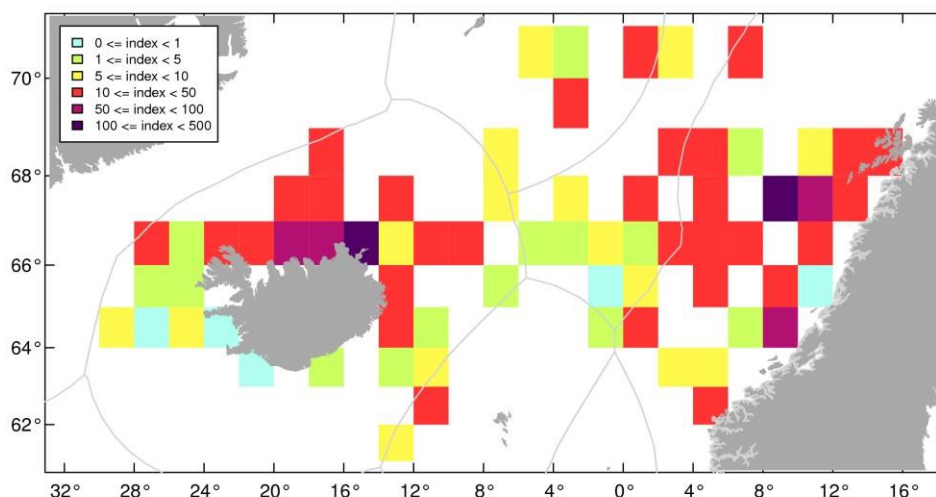 0 <= index < 1
1 <= index < 5
5 <= index < 10
10 <= index < 50
50 <= index < 100
100 <= index < 500
70°
68°
66°
64°
62°
32° 28° 24° 20° 16° 12° 8° 4° 0° 4° 8° 12° 16°